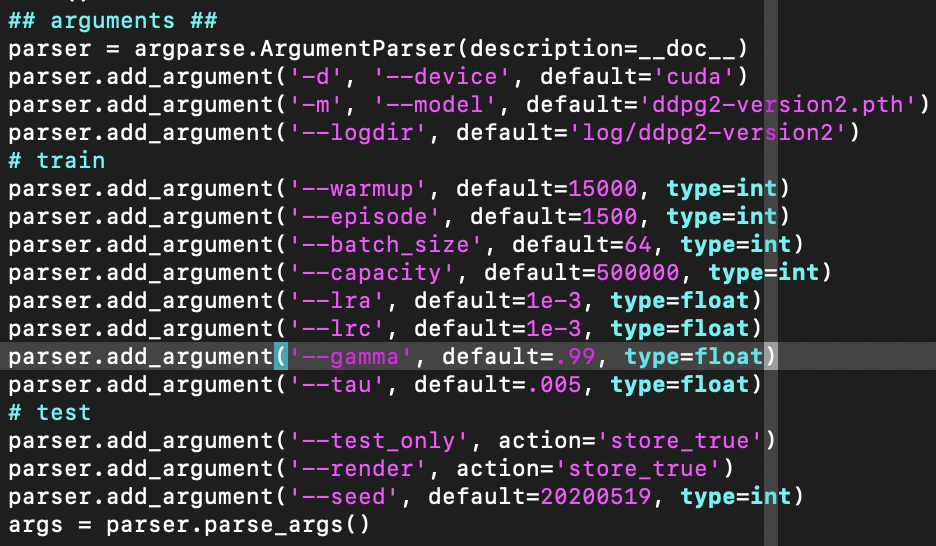 ## arguments ##
parser = argparse.ArgumentParser(description=__doc__)
parser.add_argument('-d', '--device', default='cuda')
parser.add_argument('-m', '--model', default='ddpg2-version2.pth')
parser.add_argument('--logdir', default='log/ddpg2-version2')
# train
parser.add_argument('--warmup', default=15000, type=int)
parser.add_argument('--episode', default=1500, type=int)
parser.add_argument('--batch_size', default=64, type=int)
parser.add_argument('--capacity', default=500000, type=int)
parser.add_argument('--lra', default=1e-3, type=float)
parser.add_argument('--lrc', default=1e-3, type=float)
parser.add_argument('--gamma', default=.99, type=float)
parser.add_argument('--tau', default=.005, type=float)
# test
parser.add_argument('--test_only', action='store_true')
parser.add_argument('--render', action='store_true')
parser.add_argument('--seed', default=20200519, type=int)
args = parser.parse_args()